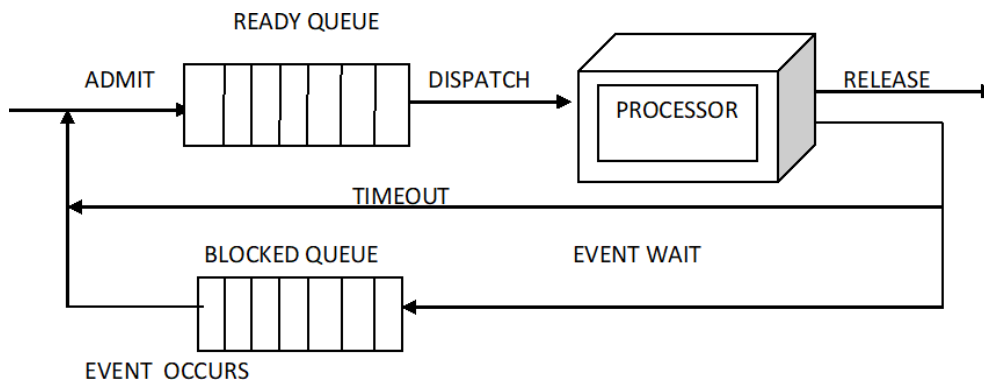 READY QUEUE
ADMIT
DISPATCH
RELEASE
PROCESSOR
TIMEOUT
BLOCKED QUEUE
EVENT WAIT
EVENT OCCURS